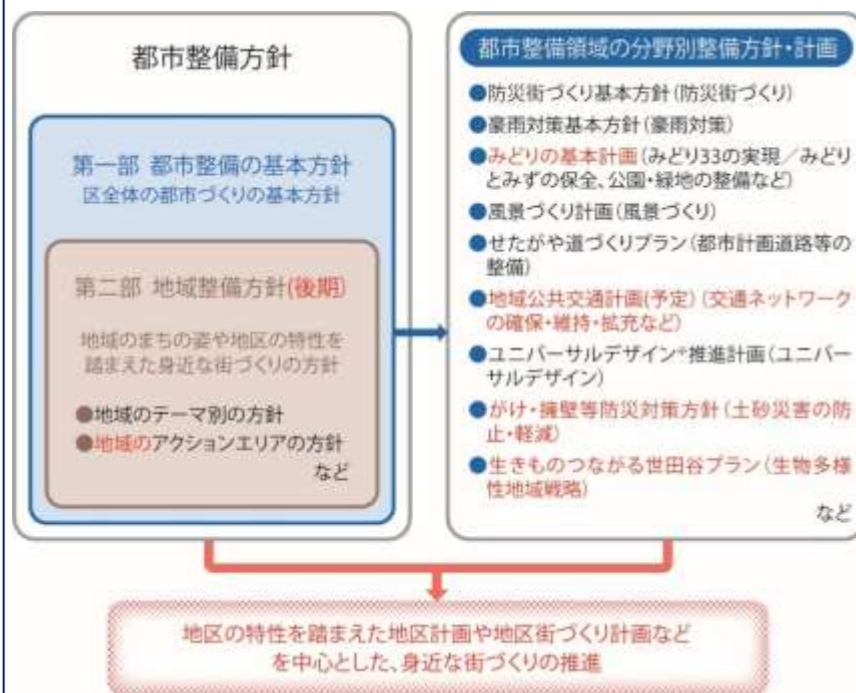 都市整備方針
第一部 都市整備の基本方針
区全体の都市づくりの基本方針
第二部 地域整備方針(後期)
地域のまちの姿や地区の特性を
踏まえた身近な街づくりの方針
●地域のテーマ別の方針
●地域のアクションエリアの方針
など
都市整備領域の分野別整備方針・計画
●防災街づくり基本方針(防災街づくり)
●豪雨対策基本方針(豪雨対策)
●みどりの基本計画(みどり33の実現／みどり
とみずの保全、公園・緑地の整備など)
●風景づくり計画(風景づくり)
●せたがや道づくりプラン(都市計画道路等の
整備)
●地域公共交通計画(予定)(交通ネットワーク
の確保・維持・拡充など)
●ユニバーサルデザイン*推進計画(ユニバー
サルデザイン)
●がけ・擁壁等防災対策方針(土砂災害の防
止・軽減)
●生きものつながる世田谷プラン(生物多様
性地域戦略)
など
地区の特性を踏まえた地区計画や地区街づくり計画など
を中心とした、身近な街づくりの推進